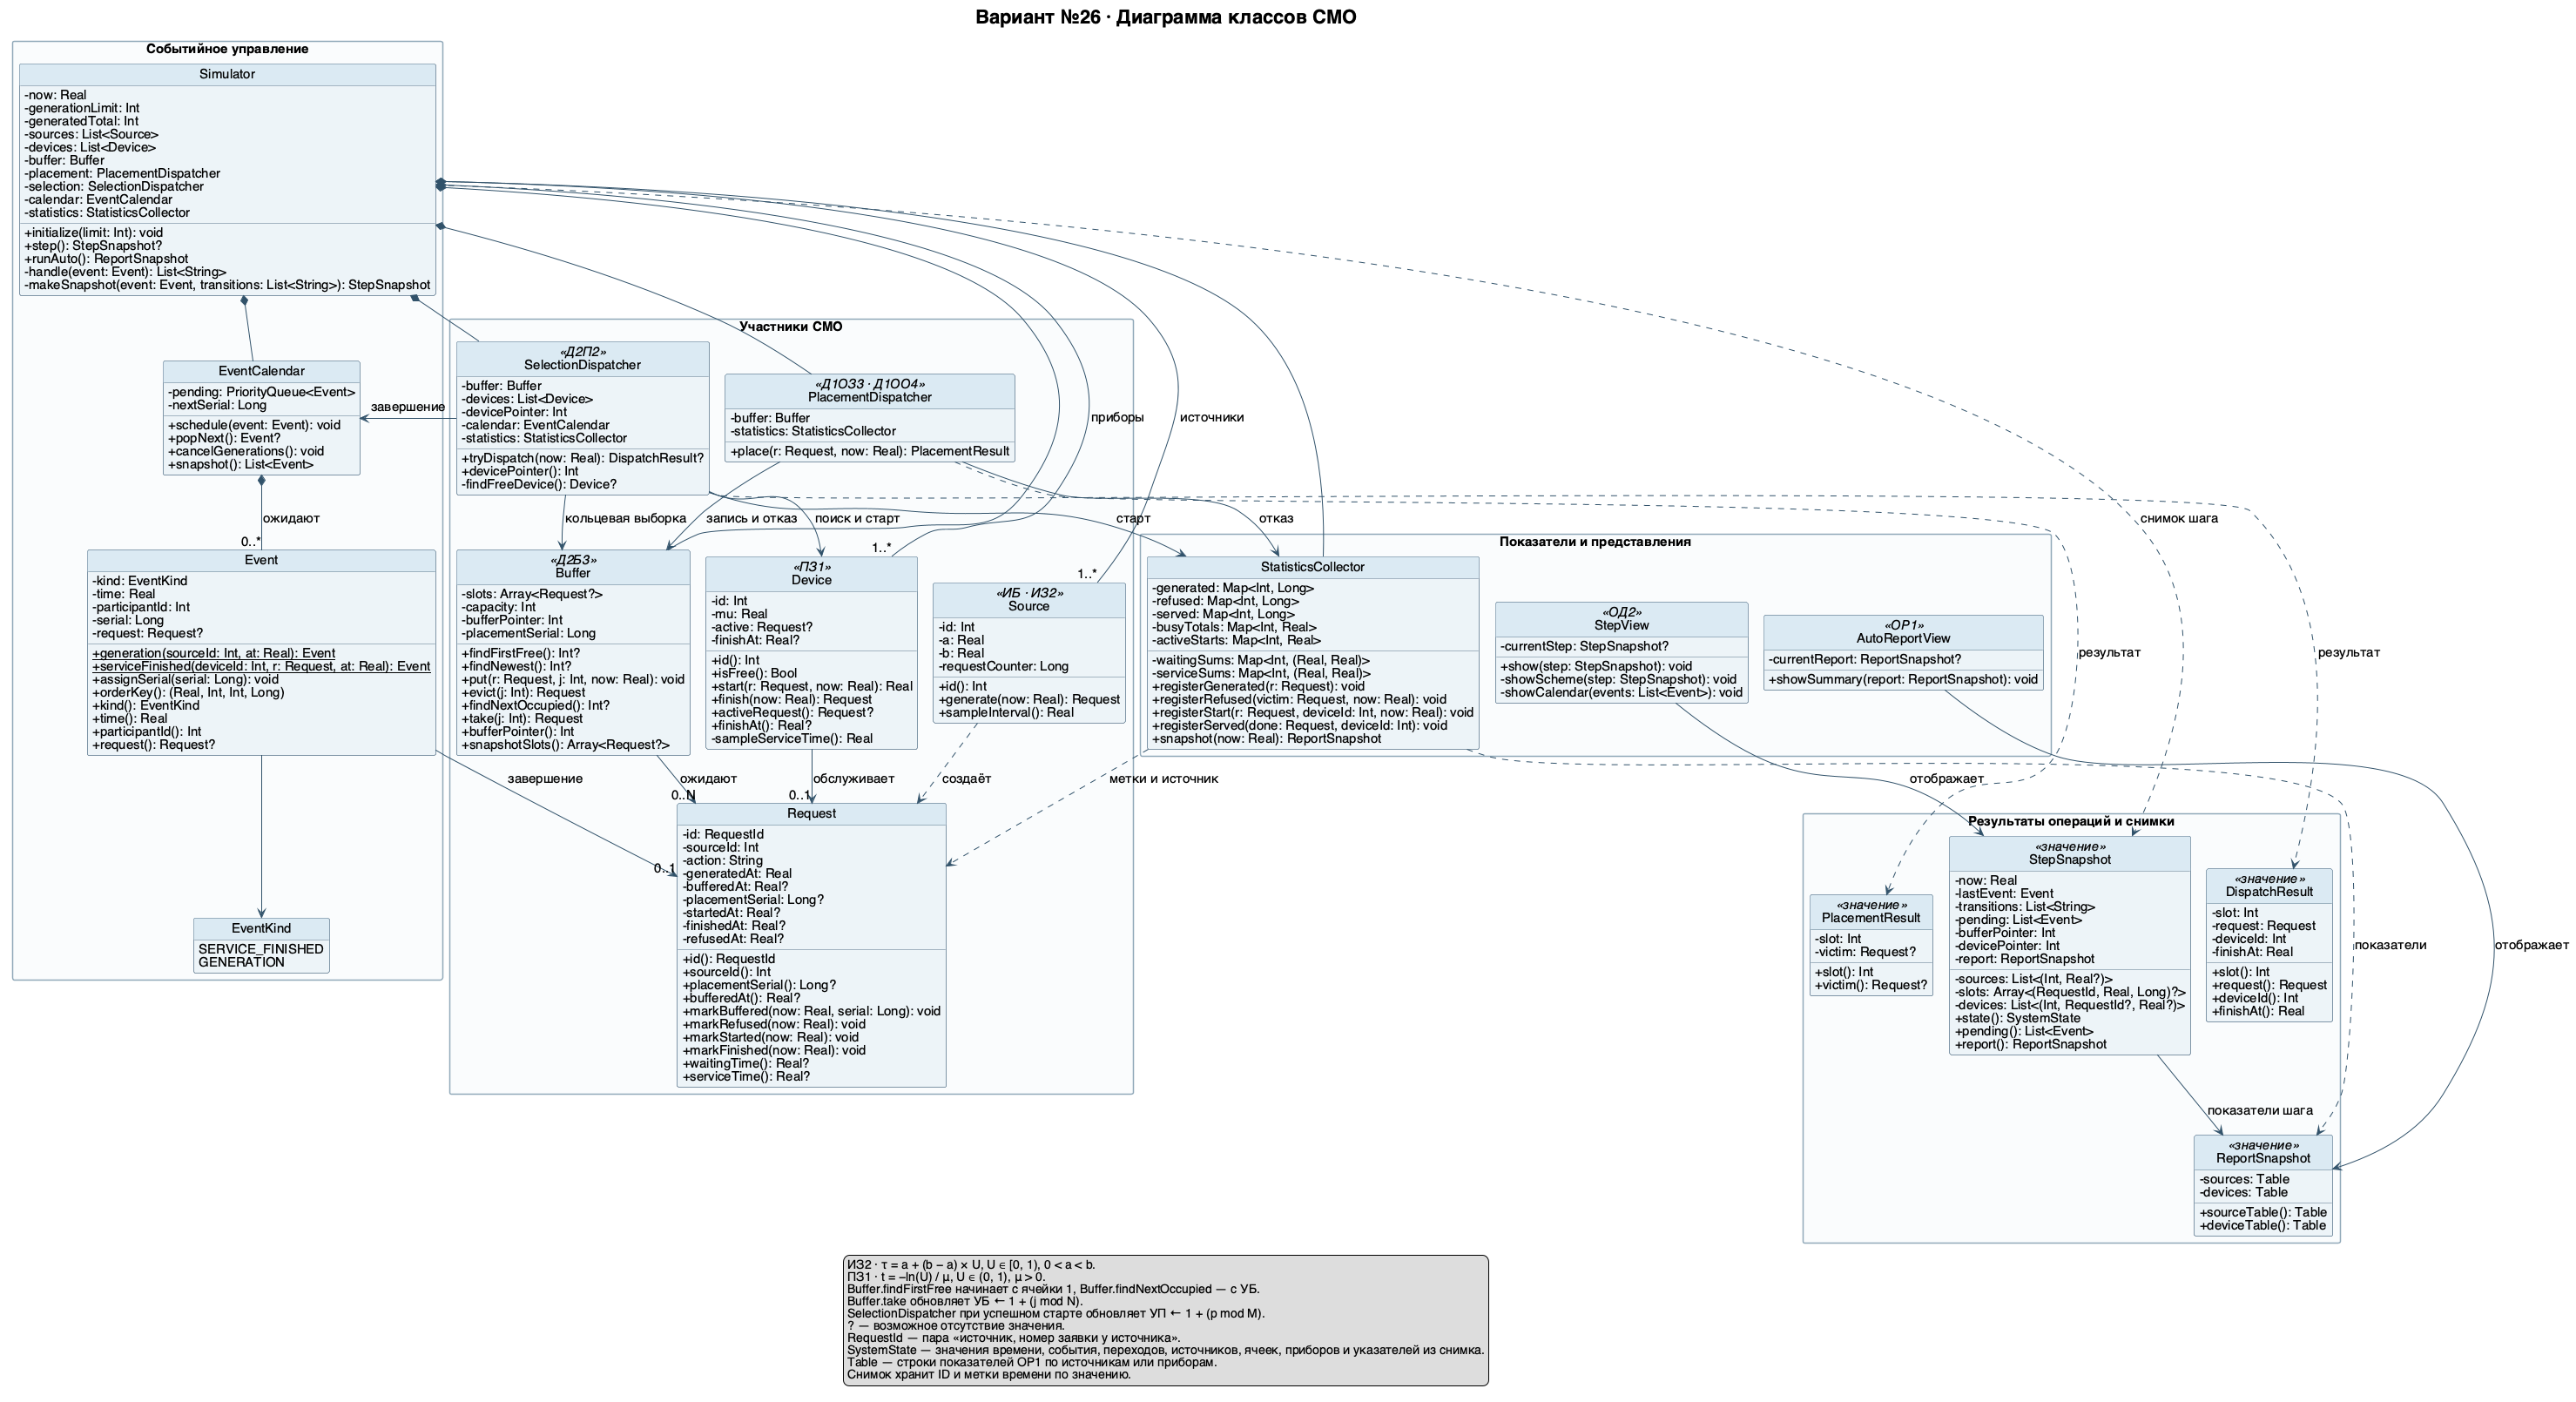 Вариант №26 · Диаграмма классов СМО
Событийное управление
Simulator
-now: Real
-generationLimit: Int
-generatedTotal: Int
-sources: List<Source>
-devices: List<Device>
-buffer: Buffer
-placement: PlacementDispatcher
-selection: SelectionDispatcher
-calendar: EventCalendar
-statistics: StatisticsCollector
+initialize(limit: Int): void
+step(): StepSnapshot?
+runAuto(): ReportSnapshot
-handle(event: Event): List<String>
-makeSnapshot(event: Event, transitions: List<String>): StepSnapshot
EventCalendar
-pending: PriorityQueue<Event>
-nextSerial: Long
+schedule(event: Event): void
+popNext(): Event?
+cancelGenerations(): void
+snapshot(): List<Event>
завершение
ожидают
0..*
Event
-kind: EventKind
-time: Real
-participantId: Int
-serial: Long
-request: Request?
+generation(sourceId: Int, at: Real): Event
+serviceFinished(deviceId: Int, r: Request, at: Real): Event
+assignSerial(serial: Long): void
+orderKey(): (Real, Int, Int, Long)
+kind(): EventKind
+time(): Real
+participantId(): Int
+request(): Request?
завершение
0..1
EventKind
SERVICE_FINISHED
GENERATION
Участники СМО
«Д2П2»
SelectionDispatcher
-buffer: Buffer
-devices: List<Device>
-devicePointer: Int
-calendar: EventCalendar
-statistics: StatisticsCollector
+tryDispatch(now: Real): DispatchResult?
+devicePointer(): Int
-findFreeDevice(): Device?
«Д1ОЗ3 · Д1ОО4»
PlacementDispatcher
-buffer: Buffer
-statistics: StatisticsCollector
+place(r: Request, now: Real): PlacementResult
приборы
источники
кольцевая выборка
запись и отказ
поиск и старт
старт
отказ
снимок шага
1..*
1..*
«Д2Б3»
Buffer
-slots: Array<Request?>
-capacity: Int
-bufferPointer: Int
-placementSerial: Long
+findFirstFree(): Int?
+findNewest(): Int?
+put(r: Request, j: Int, now: Real): void
+evict(j: Int): Request
+findNextOccupied(): Int?
+take(j: Int): Request
+bufferPointer(): Int
+snapshotSlots(): Array<Request?>
«ПЗ1»
Device
-id: Int
-mu: Real
-active: Request?
-finishAt: Real?
+id(): Int
+isFree(): Bool
+start(r: Request, now: Real): Real
+finish(now: Real): Request
+activeRequest(): Request?
+finishAt(): Real?
-sampleServiceTime(): Real
«ИБ · ИЗ2»
Source
-id: Int
-a: Real
-b: Real
-requestCounter: Long
+id(): Int
+generate(now: Real): Request
+sampleInterval(): Real
ожидают
0..N
обслуживает
0..1
создаёт
метки и источник
Request
-id: RequestId
-sourceId: Int
-action: String
-generatedAt: Real
-bufferedAt: Real?
-placementSerial: Long?
-startedAt: Real?
-finishedAt: Real?
-refusedAt: Real?
+id(): RequestId
+sourceId(): Int
+placementSerial(): Long?
+bufferedAt(): Real?
+markBuffered(now: Real, serial: Long): void
+markRefused(now: Real): void
+markStarted(now: Real): void
+markFinished(now: Real): void
+waitingTime(): Real?
+serviceTime(): Real?
Показатели и представления
StatisticsCollector
-generated: Map<Int, Long>
-refused: Map<Int, Long>
-served: Map<Int, Long>
-busyTotals: Map<Int, Real>
-activeStarts: Map<Int, Real>
-waitingSums: Map<Int, (Real, Real)>
-serviceSums: Map<Int, (Real, Real)>
+registerGenerated(r: Request): void
+registerRefused(victim: Request, now: Real): void
+registerStart(r: Request, deviceId: Int, now: Real): void
+registerServed(done: Request, deviceId: Int): void
+snapshot(now: Real): ReportSnapshot
«ОД2»
StepView
-currentStep: StepSnapshot?
+show(step: StepSnapshot): void
-showScheme(step: StepSnapshot): void
-showCalendar(events: List<Event>): void
«ОР1»
AutoReportView
-currentReport: ReportSnapshot?
+showSummary(report: ReportSnapshot): void
результат
результат
отображает
показатели
отображает
Результаты операций и снимки
«значение»
PlacementResult
-slot: Int
-victim: Request?
+slot(): Int
+victim(): Request?
«значение»
StepSnapshot
-now: Real
-lastEvent: Event
-transitions: List<String>
-pending: List<Event>
-bufferPointer: Int
-devicePointer: Int
-report: ReportSnapshot
-sources: List<(Int, Real?)>
-slots: Array<(RequestId, Real, Long)?>
-devices: List<(Int, RequestId?, Real?)>
+state(): SystemState
+pending(): List<Event>
+report(): ReportSnapshot
«значение»
DispatchResult
-slot: Int
-request: Request
-deviceId: Int
-finishAt: Real
+slot(): Int
+request(): Request
+deviceId(): Int
+finishAt(): Real
показатели шага
«значение»
ReportSnapshot
-sources: Table
-devices: Table
+sourceTable(): Table
+deviceTable(): Table
ИЗ2 · τ = a + (b − a) × U, U ∈ [0, 1), 0 < a < b.
ПЗ1 · t = −ln(U) / μ, U ∈ (0, 1), μ > 0.
Buffer.findFirstFree начинает с ячейки 1, Buffer.findNextOccupied — с УБ.
Buffer.take обновляет УБ ← 1 + (j mod N).
SelectionDispatcher при успешном старте обновляет УП ← 1 + (p mod M).
? — возможное отсутствие значения.
RequestId — пара «источник, номер заявки у источника».
SystemState — значения времени, события, переходов, источников, ячеек, приборов и указателей из снимка.
Table — строки показателей ОР1 по источникам или приборам.
Снимок хранит ID и метки времени по значению.